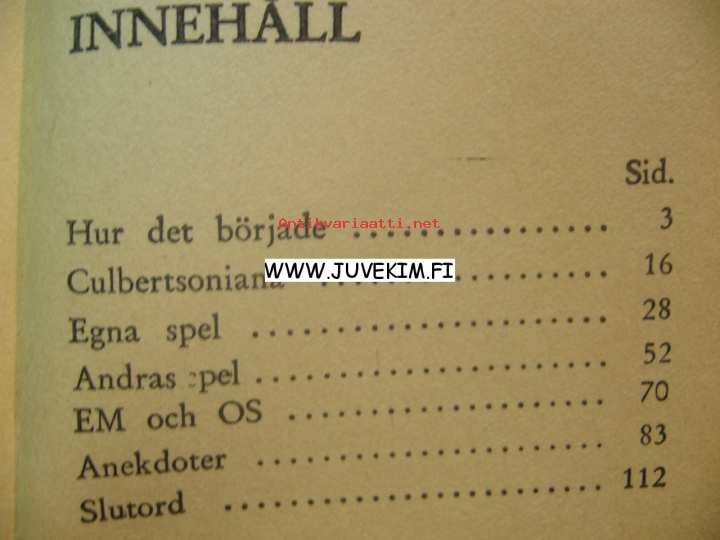 INNEHÅLL
Sid.
Hur det började .................. 3
Antikvariaatti.net
WWW.JUVEKIM.FI
Culbertsoniana .................. 16
Egna spel .................. 28
Andras spel .................. 52
EM och OS .................. 70
Anekdoter .................. 83
Slutord .................. 112